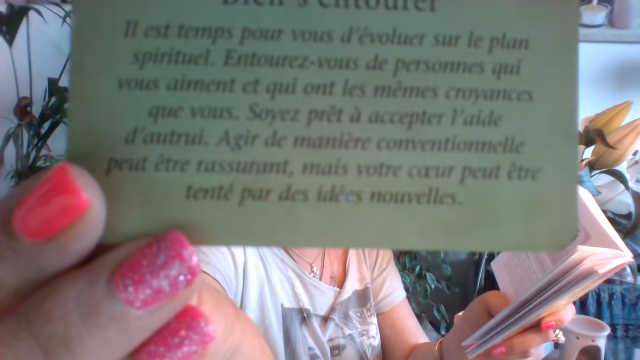 Bien s'entourer
Il est temps pour vous d'évoluer sur le plan
spirituel. Entourez-vous de personnes qui
vous aiment et qui ont les mêmes croyances
que vous. Soyez prêt à accepter l'aide
d'autrui. Agir de manière conventionnelle
peut être rassurant, mais votre cœur peut être
tenté par des idées nouvelles.